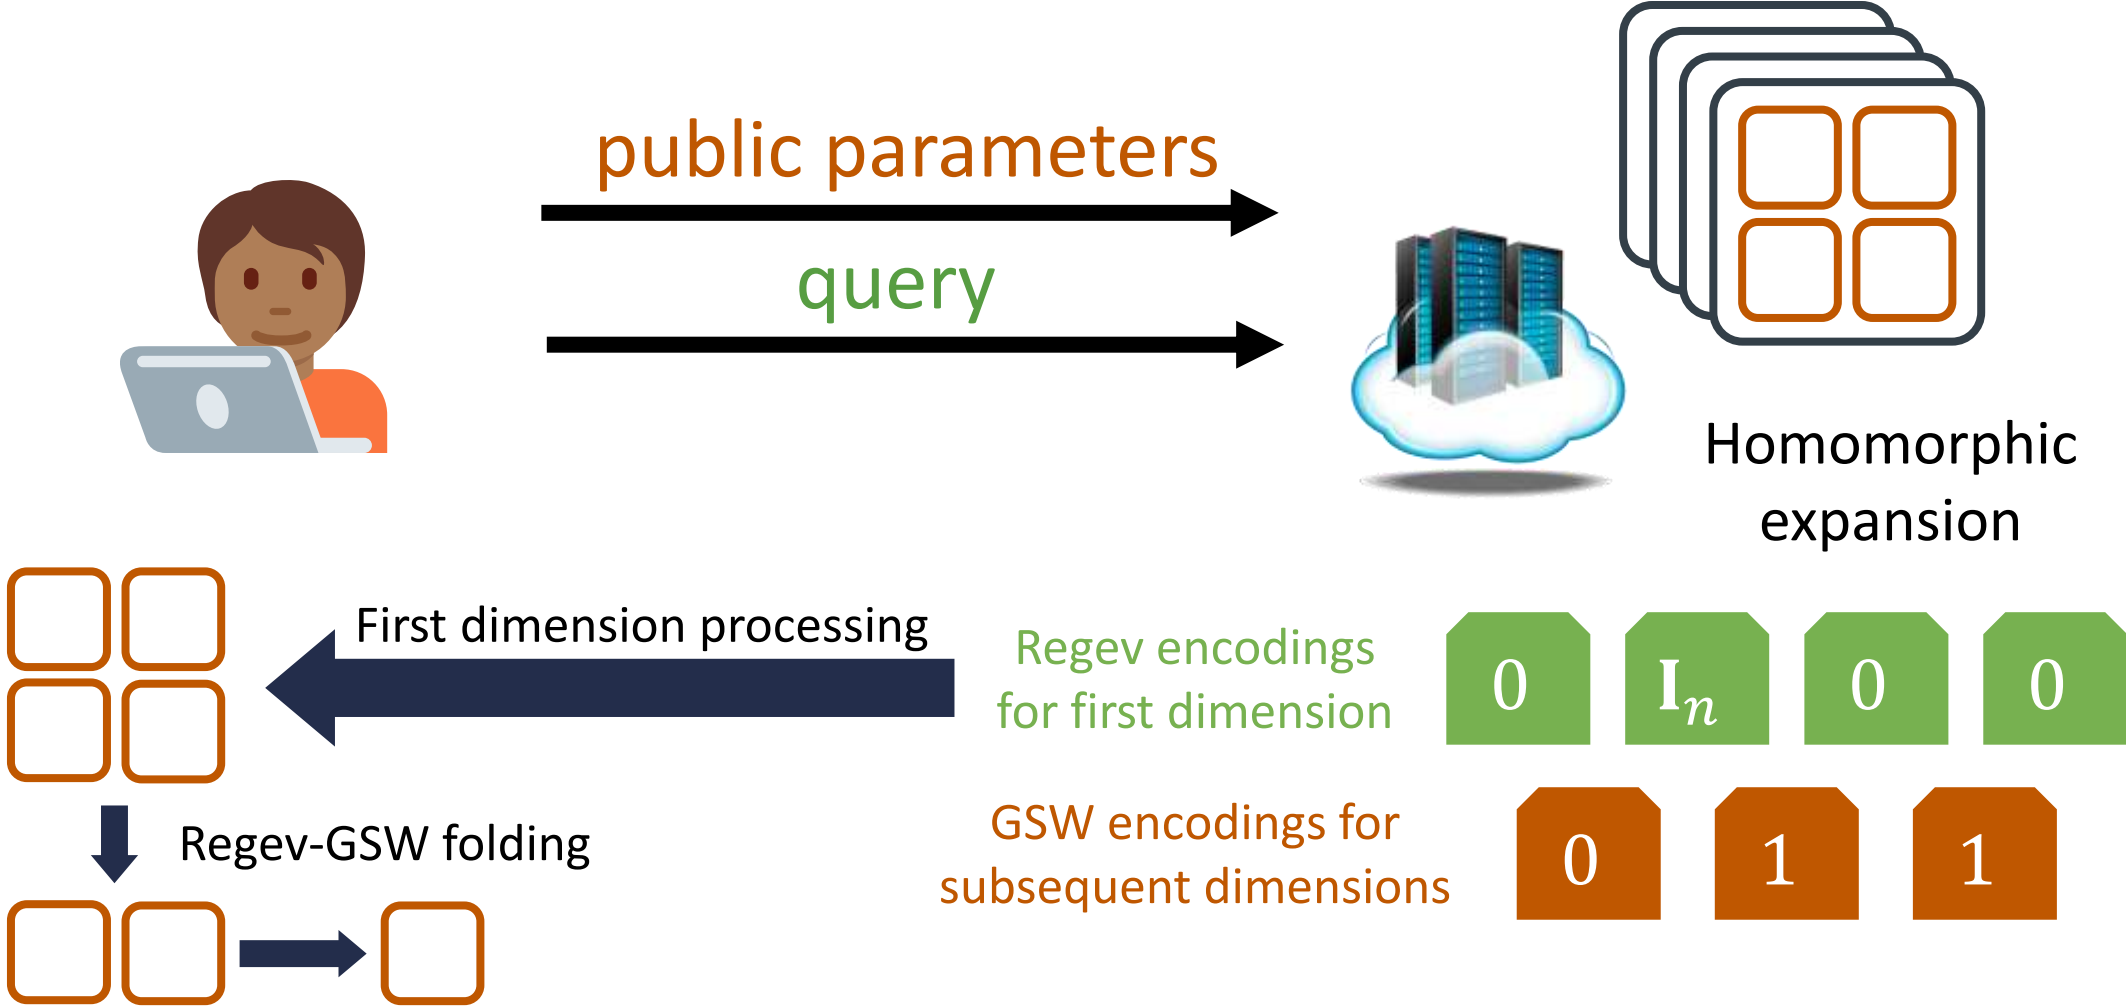 public parameters
query
Homomorphic
expansion
First dimension processing
Regev encodings
for first dimension
0 I_n 0 0
Regev-GSW folding
GSW encodings for
subsequent dimensions
0 1 1